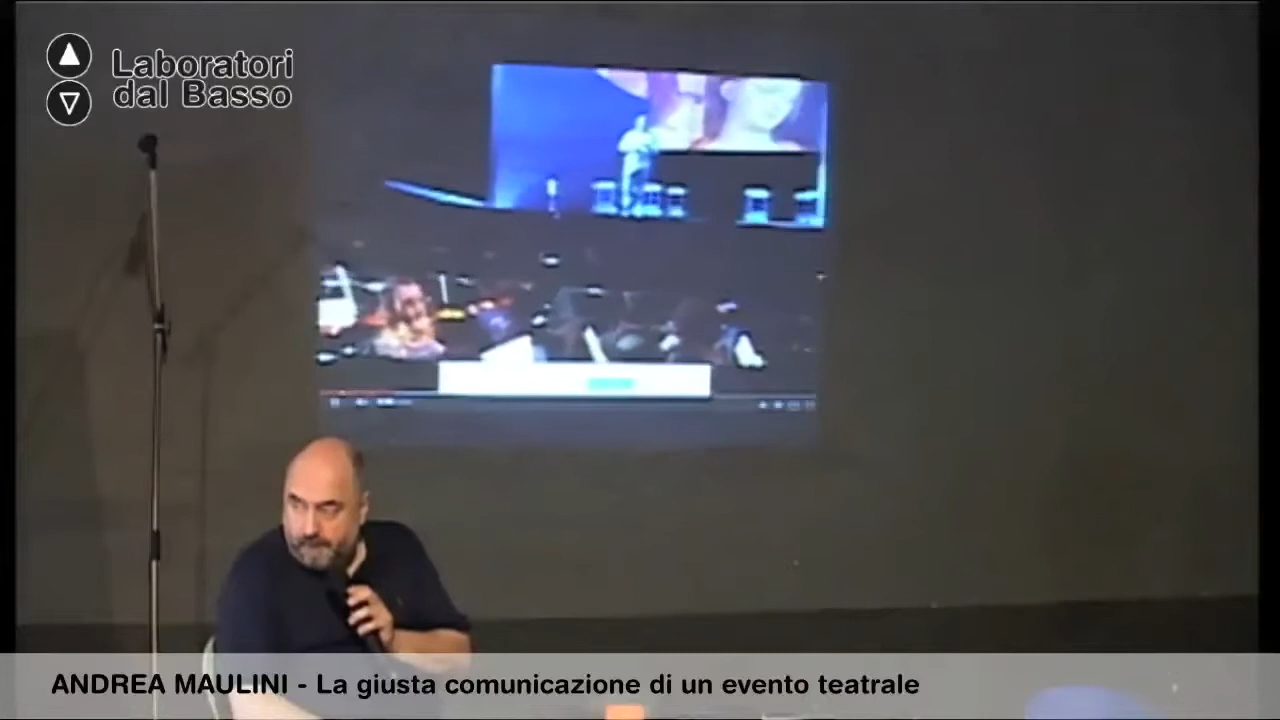 Laboratori
dal Basso
ANDREA MAULINI - La giusta comunicazione di un evento teatrale